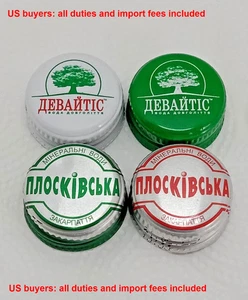 US buyers: all duties and import fees included
ДЕВАЙТІС
ВОДА ДОВГОЛІТТЯ
ДЕВАЙТІС
ВОДА ДОВГОЛІТТЯ
МІНЕРАЛЬНІ ВОДИ
ПЛОСКІВСЬКА
ЗАКАРПАТТЯ
МІНЕРАЛЬНІ ВОДИ
ПЛОСКІВСЬКА
ЗАКАРПАТТЯ
US buyers: all duties and import fees included